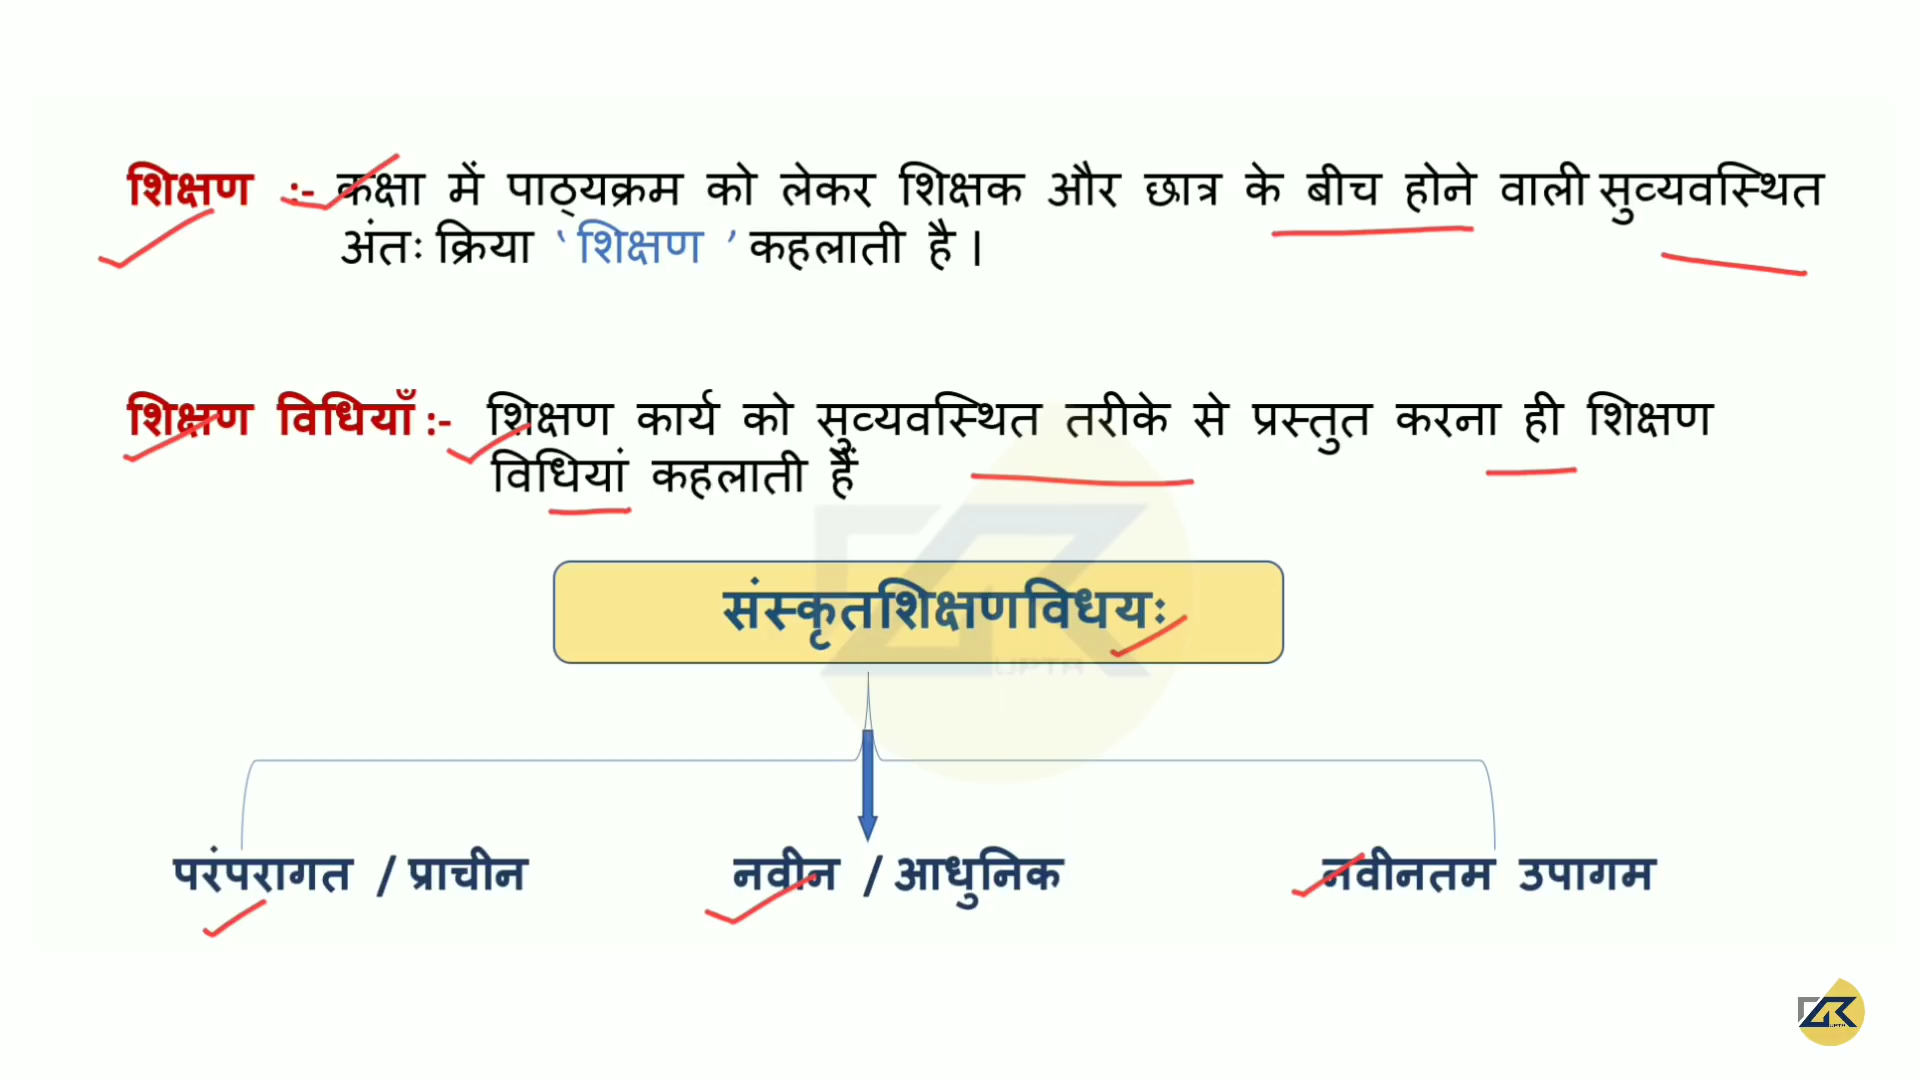 शिक्षण :- कक्षा में पाठ्यक्रम को लेकर शिक्षक और छात्र के बीच होने वाली सुव्यवस्थित
अंतः क्रिया ‘ शिक्षण ’ कहलाती है ।
शिक्षण विधियाँ :- शिक्षण कार्य को सुव्यवस्थित तरीके से प्रस्तुत करना ही शिक्षण
विधियां कहलाती हैं
संस्कृतशिक्षणविधयः
परंपरागत / प्राचीन
नवीन / आधुनिक
नवीनतम उपागम